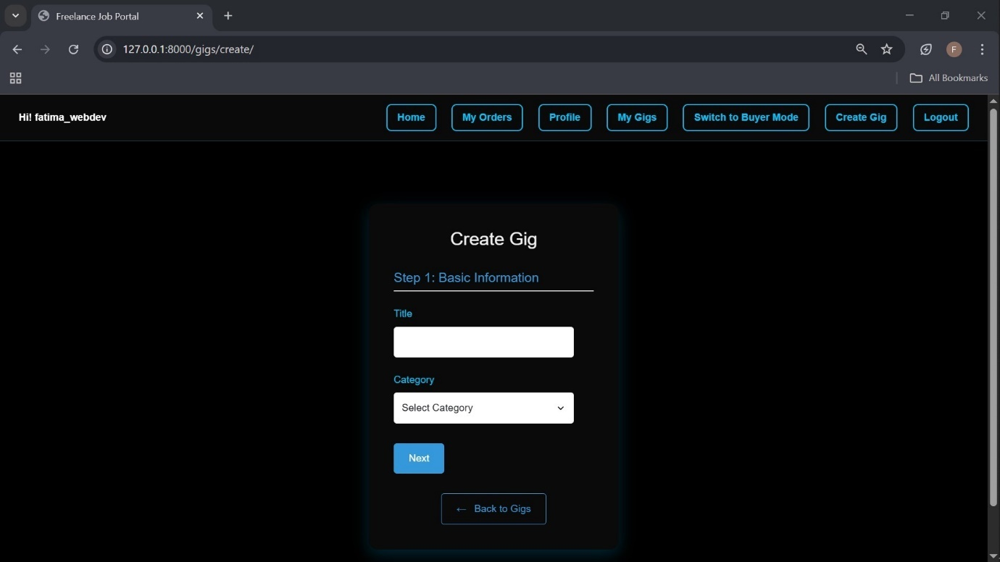 Freelance Job Portal
127.0.0.1:8000/gigs/create/
F
All Bookmarks
Hi! fatima_webdev
Home
My Orders
Profile
My Gigs
Switch to Buyer Mode
Create Gig
Logout
Create Gig
Step 1: Basic Information
Title
Category
Select Category
Next
← Back to Gigs